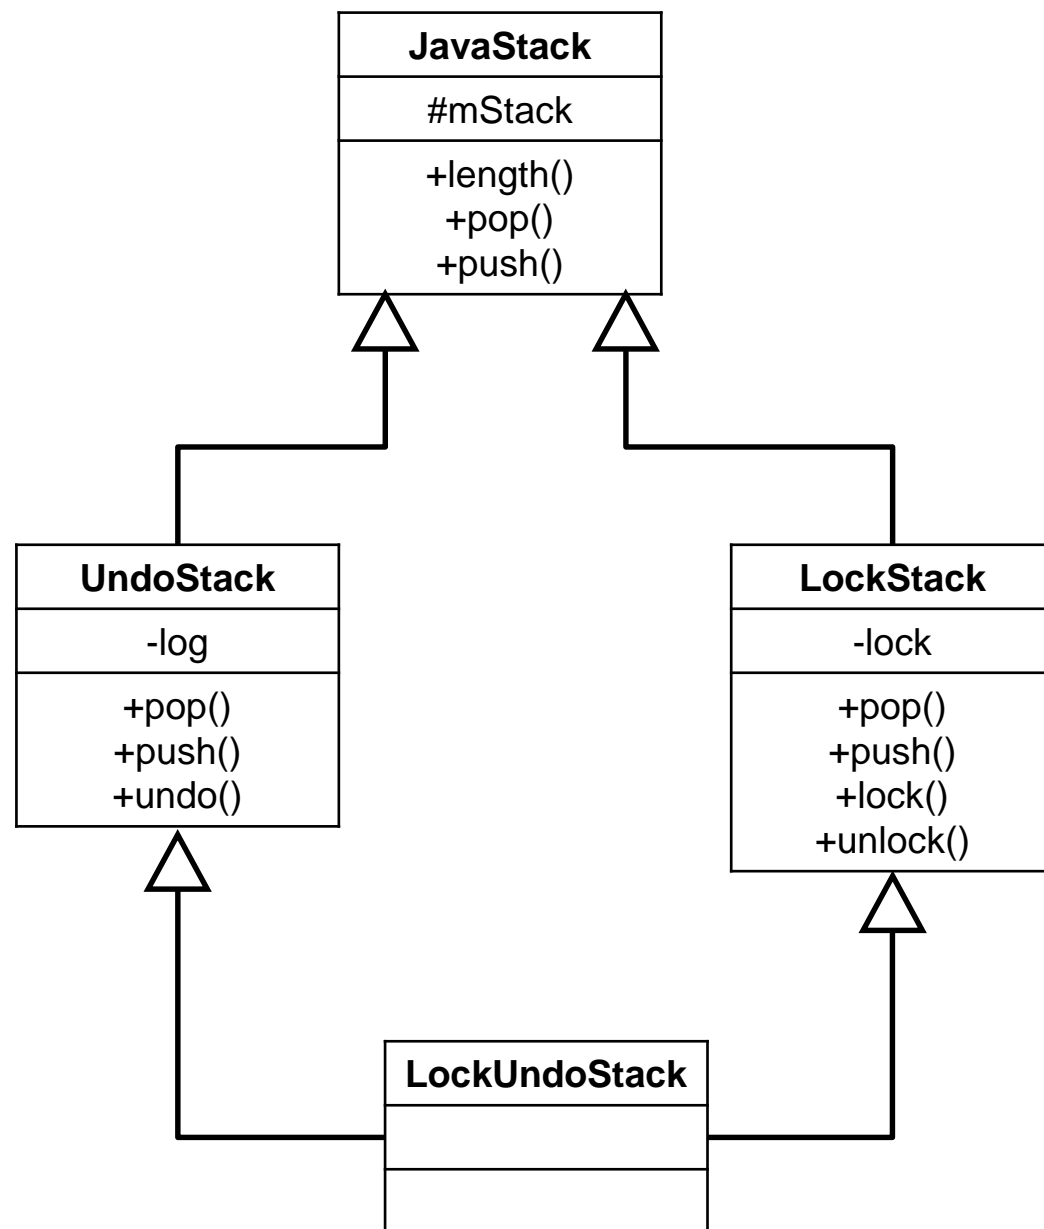 JavaStack
#mStack
+length()
+pop()
+push()
UndoStack
-log
+pop()
+push()
+undo()
LockStack
-lock
+pop()
+push()
+lock()
+unlock()
LockUndoStack